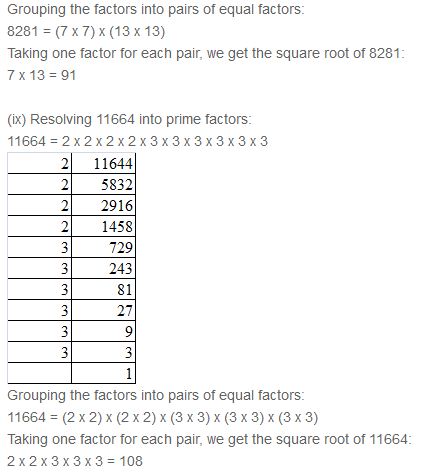 Grouping the factors into pairs of equal factors:
8281 = (7 x 7) x (13 x 13)
Taking one factor for each pair, we get the square root of 8281:
7 x 13 = 91
(ix) Resolving 11664 into prime factors:
11664 = 2 x 2 x 2 x 2 x 3 x 3 x 3 x 3 x 3 x 3
2 11644
2 5832
2 2916
2 1458
3 729
3 243
3 81
3 27
3 9
3 3
1
Grouping the factors into pairs of equal factors:
11664 = (2 x 2) x (2 x 2) x (3 x 3) x (3 x 3) x (3 x 3)
Taking one factor for each pair, we get the square root of 11664:
2 x 2 x 3 x 3 x 3 = 108